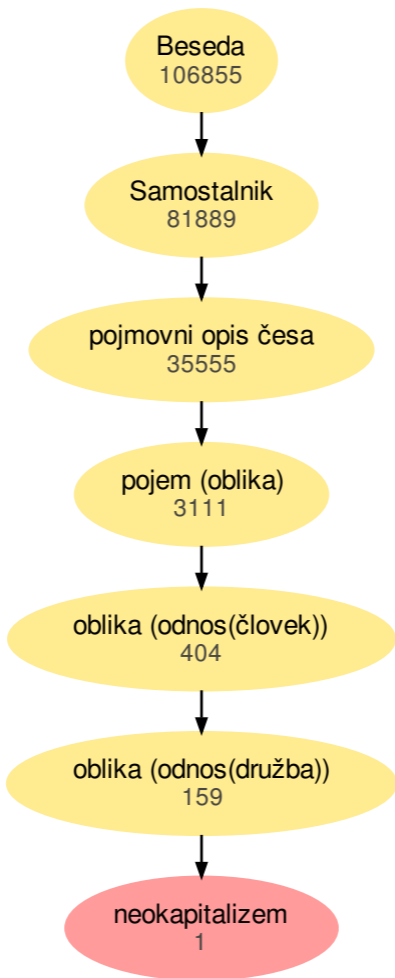 Beseda
106855
Samostalnik
81889
pojmovni opis česa
35555
pojem (oblika)
3111
oblika (odnos(človek))
404
oblika (odnos(družba))
159
neokapitalizem
1